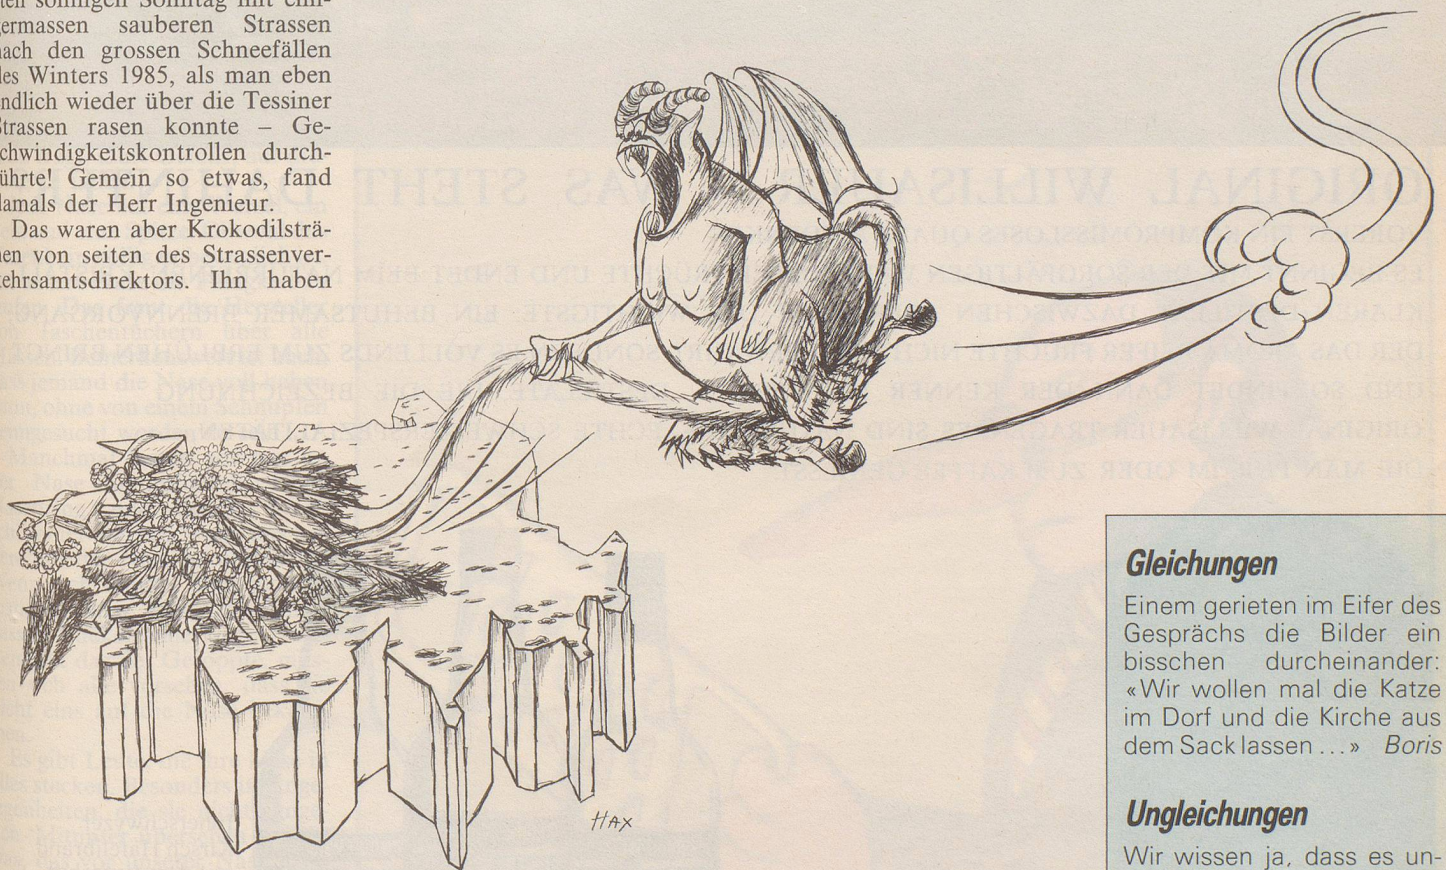 sonnigen Sonntag mit eini-
germassen sauberen Strassen
nach den grossen Schneefällen
des Winters 1985, als man eben
endlich wieder über die Tessiner
Strassen rasen konnte – Ge-
schwindigkeitskontrollen durch-
führte! Gemein so etwas, fand
damals der Herr Ingenieur.
Das waren aber Krokodilsträ-
nen von seiten des Strassenver-
kehrsamtsdirektors. Ihn haben
HAX
Gleichungen
Einem gerieten im Eifer des
Gesprächs die Bilder ein
bisschen durcheinander:
«Wir wollen mal die Katze
im Dorf und die Kirche aus
dem Sack lassen ...» Boris
Ungleichungen
Wir wissen ja, dass es un-